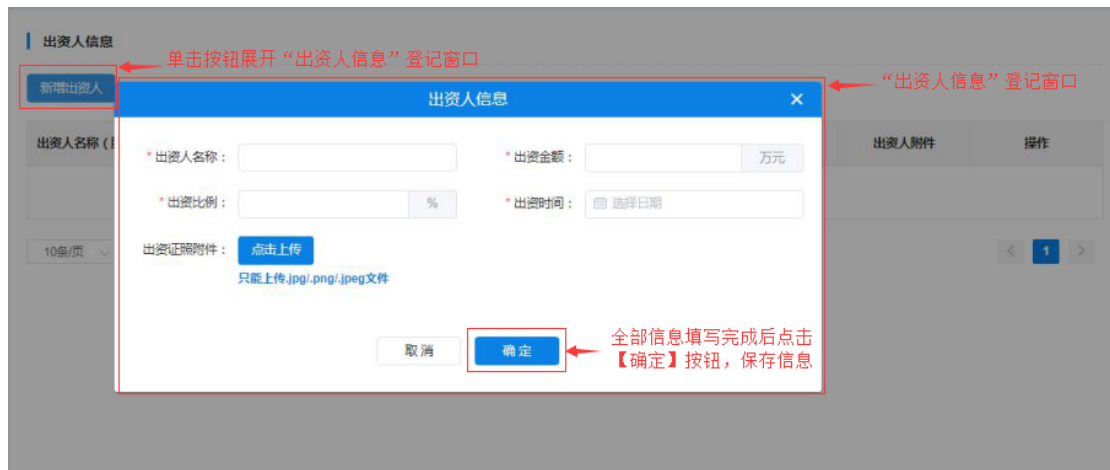 出资人信息
单击按钮展开“出资人信息”登记窗口
新增出资人
“出资人信息”登记窗口
出资人信息
出资人名称（
出资人附件
操作
*出资人名称：
*出资金额：
万元
*出资比例：
%
*出资时间：
选择日期
10条/页
出资证照附件：
点击上传
1
只能上传.jpg/.png/.jpeg文件
取消
确定
全部信息填写完成后点击
【确定】按钮，保存信息